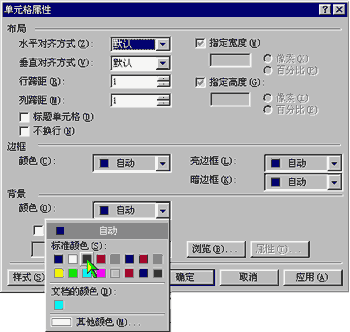 单元格属性
布局
水平对齐方式(Z): 默认 指定宽度(W)
像素(X)
垂直对齐方式(V): 默认 百分比(P)
行跨距(R): 1 指定高度(G):
列跨距(N): 1 像素(I)
百分比(E)
标题单元格(D)
不换行(N)
边框
颜色(C): 自动 亮边框(L): 自动
暗边框(K): 自动
背景
颜色(O): 自动
自动
标准颜色(S):
浏览(B)... 属性(T)...
文档的颜色(D):
样式(S) 确定 取消 应用(A)
其他颜色(M)...